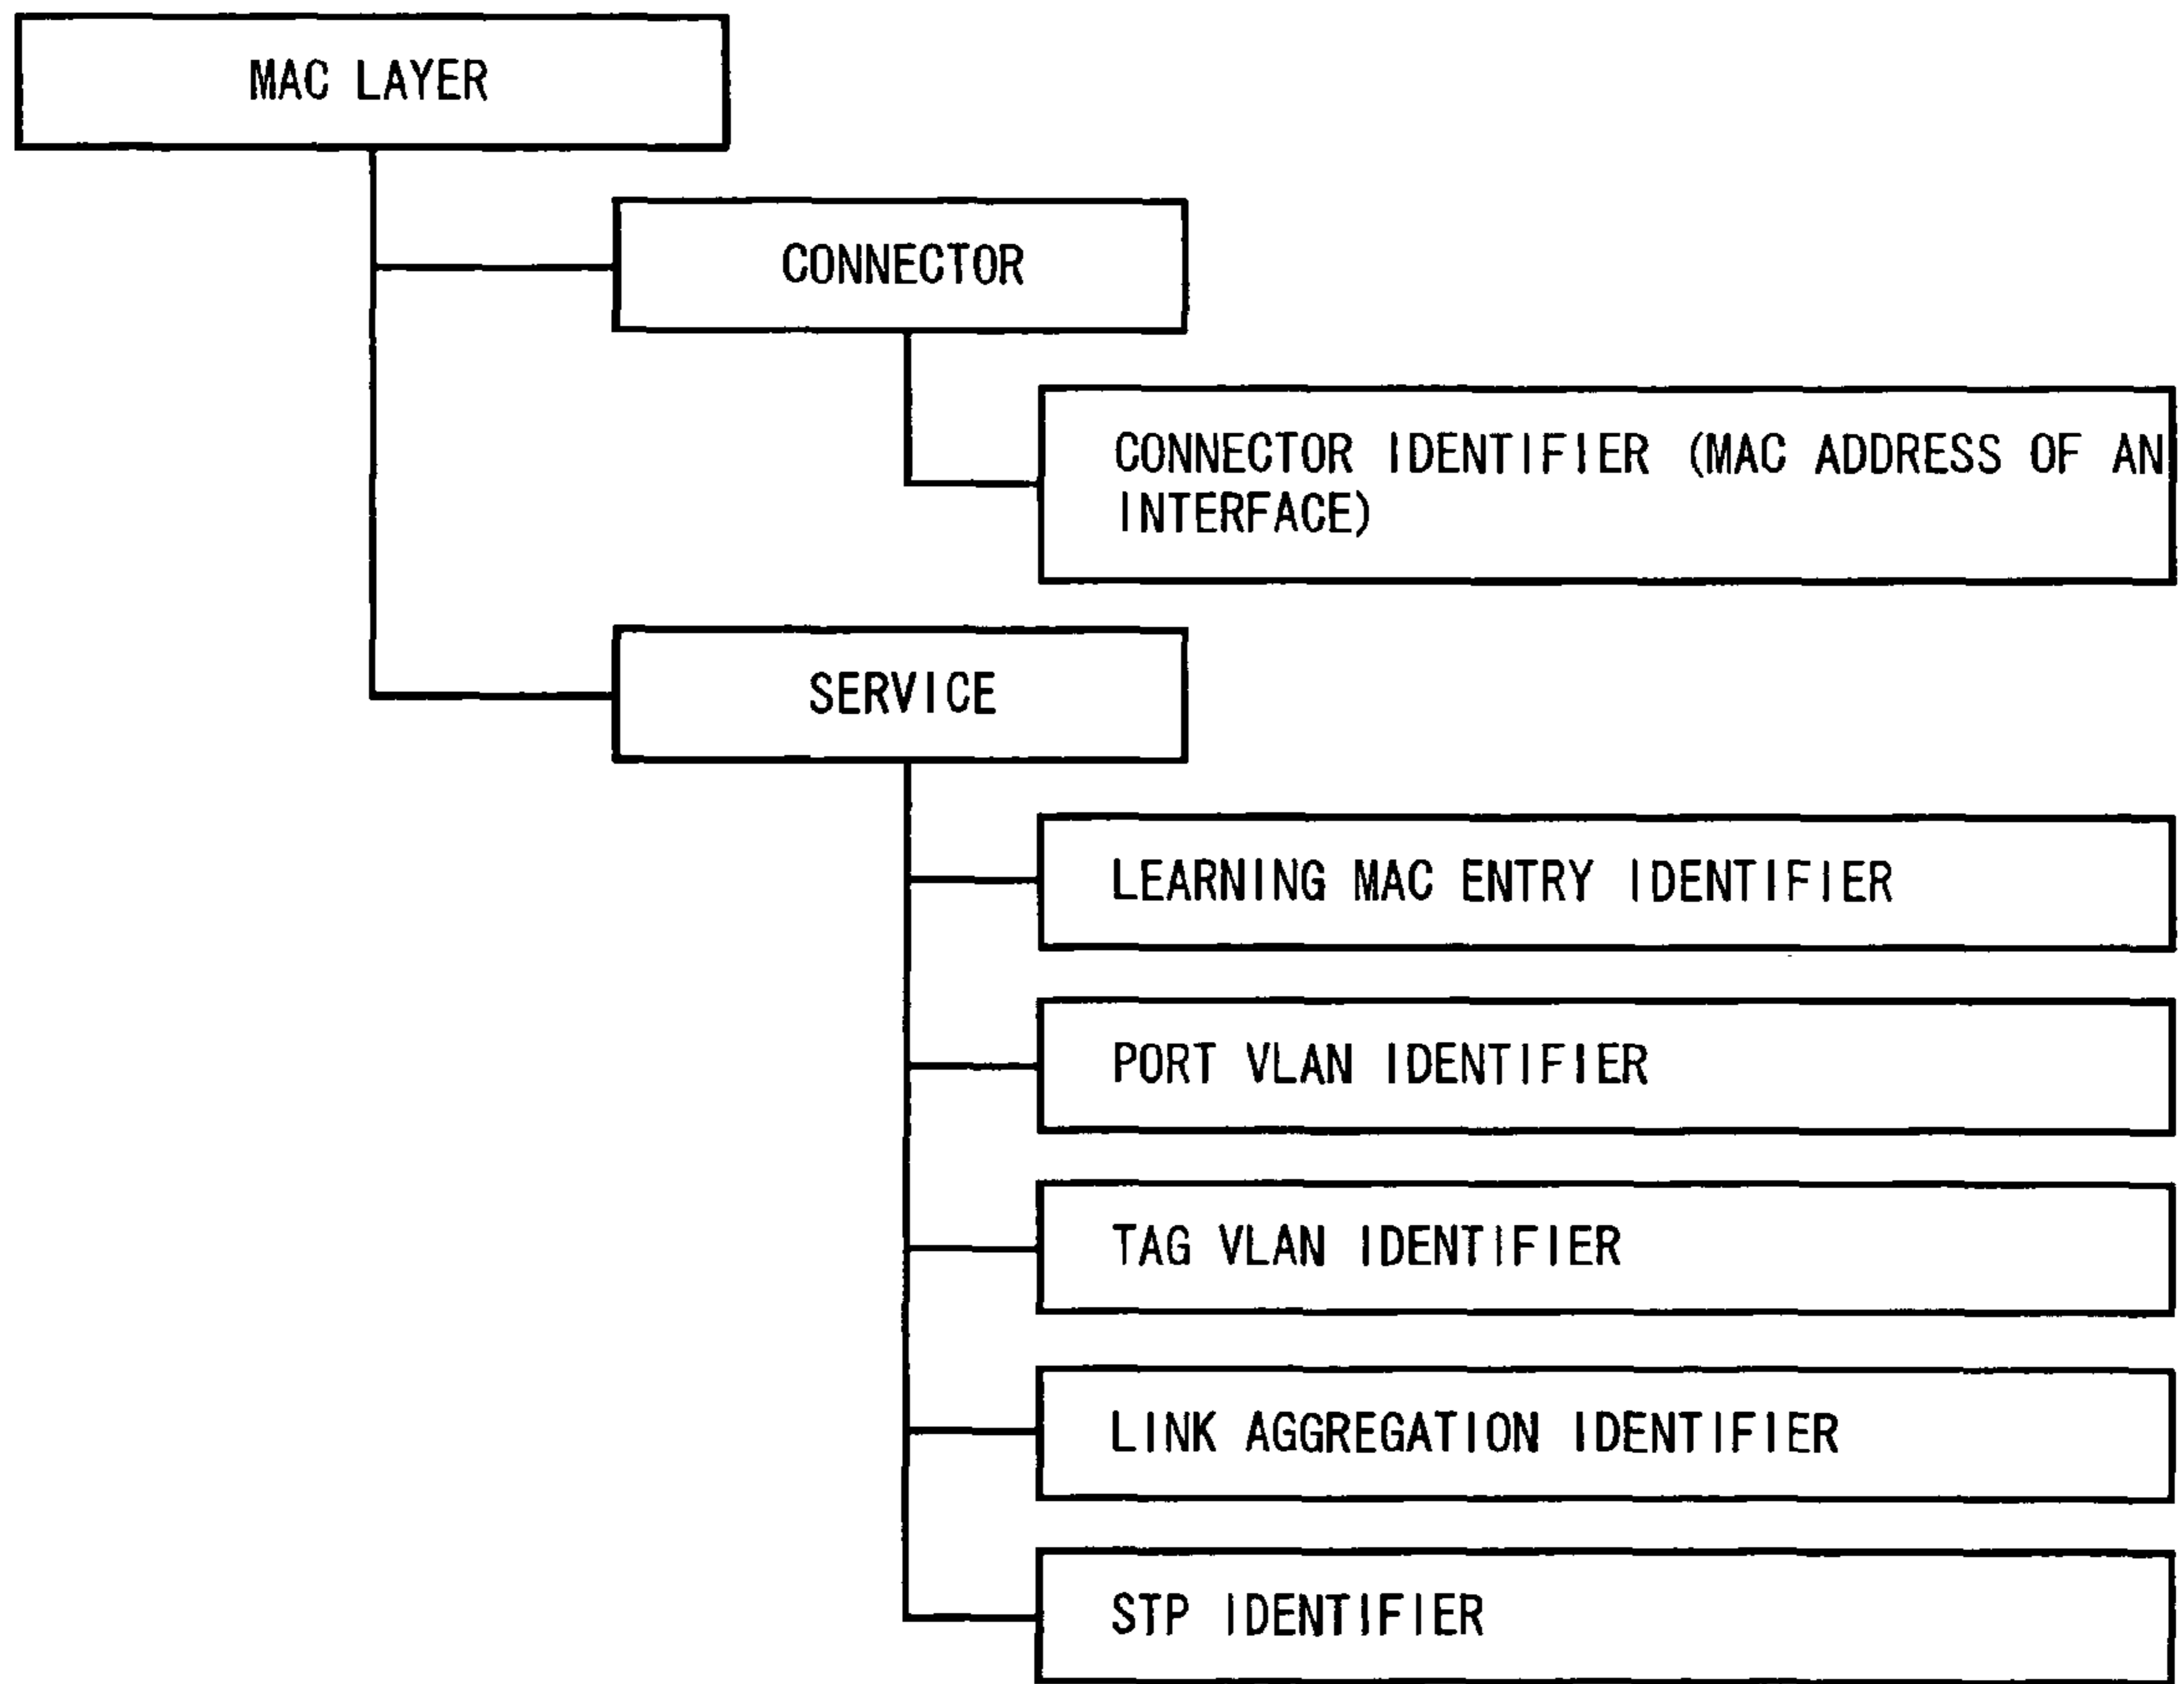 MAC LAYER
CONNECTOR
CONNECTOR IDENTIFIER (MAC ADDRESS OF AN
INTERFACE)
SERVICE
LEARNING MAC ENTRY IDENTIFIER
PORT VLAN IDENTIFIER
TAG VLAN IDENTIFIER
LINK AGGREGATION IDENTIFIER
STP IDENTIFIER